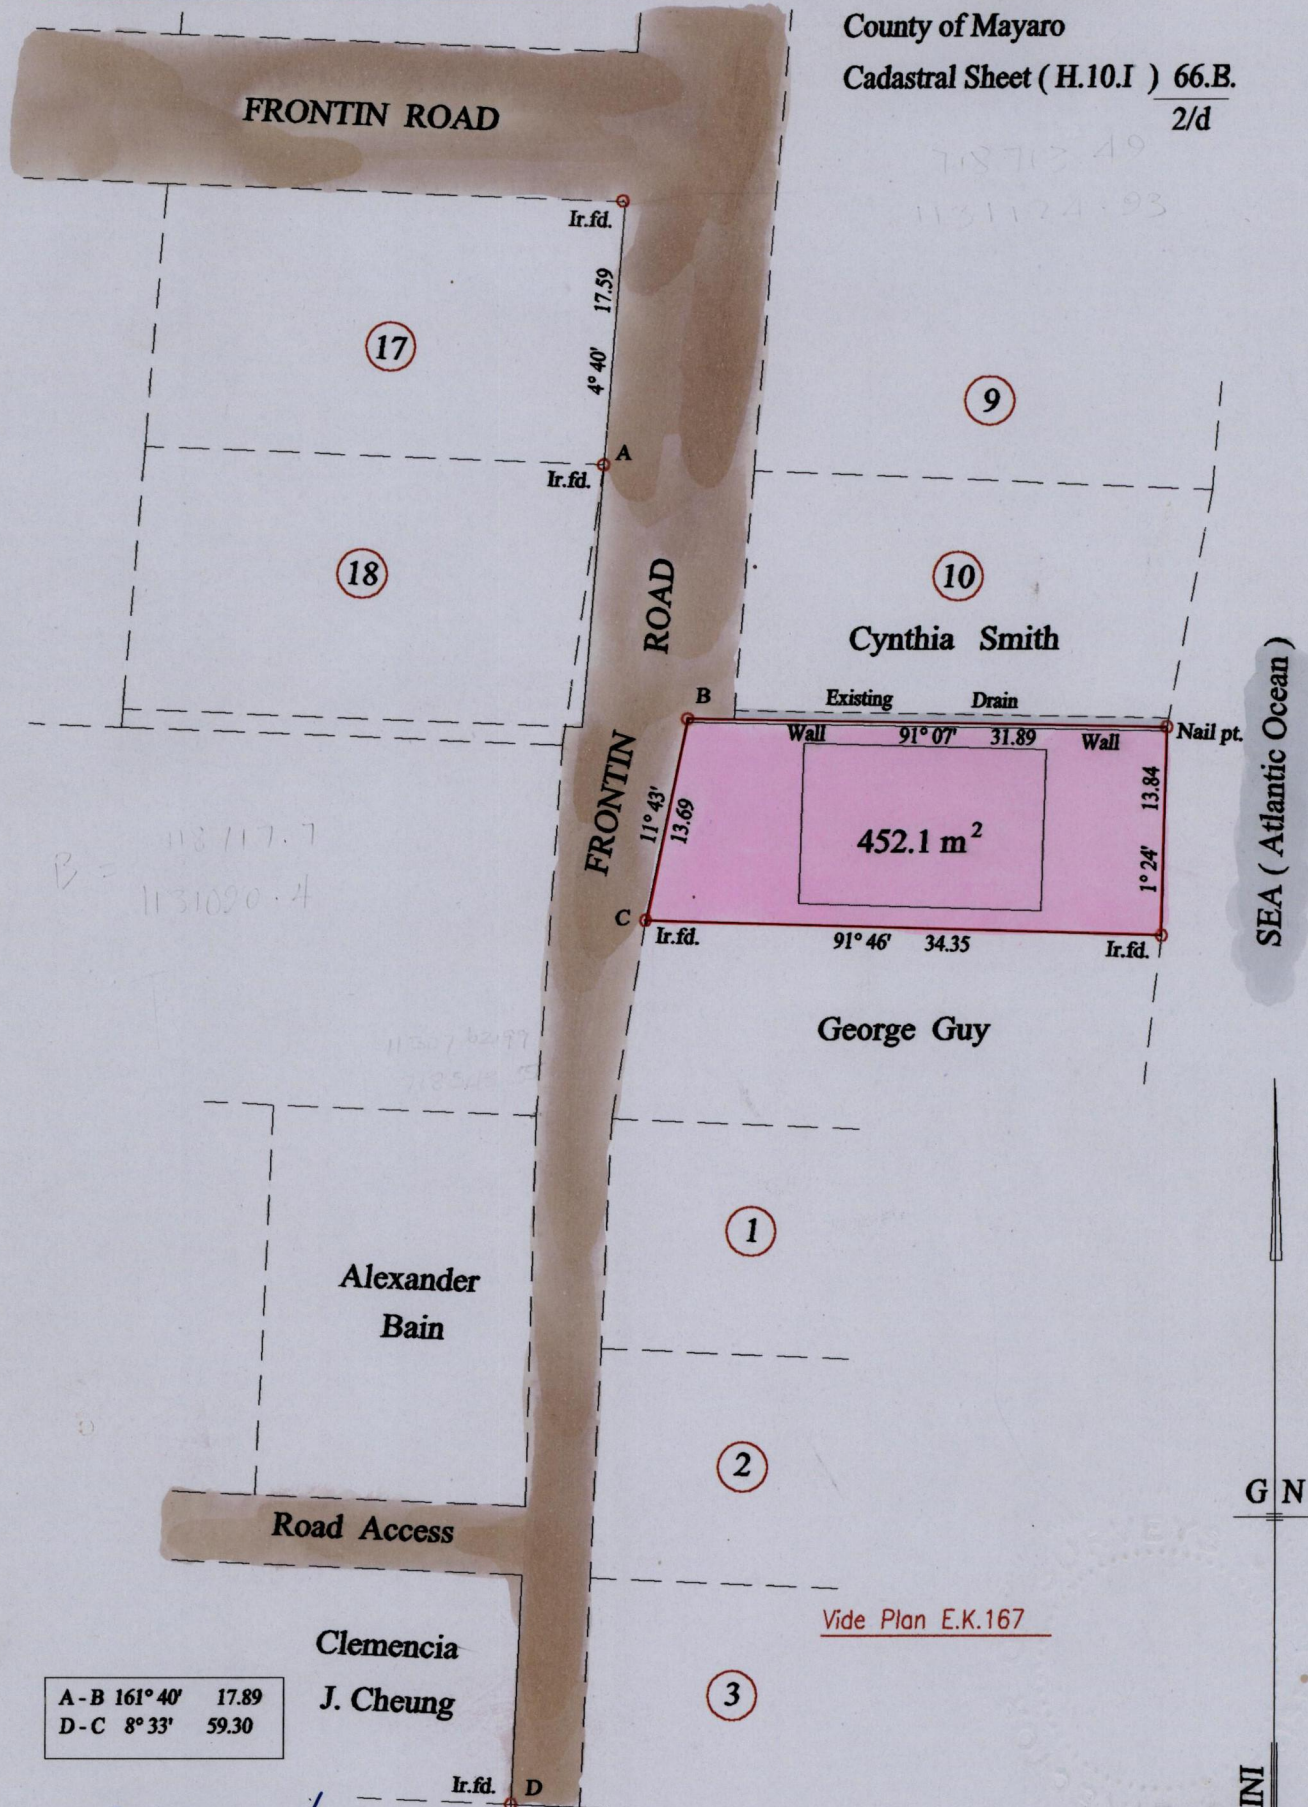 County of Mayaro
Cadastral Sheet ( H.10.I ) 66.B.
2/d
FRONTIN ROAD
Ir.fd.
17.59
4° 40'
17
9
A
Ir.fd.
18
10
ROAD
Cynthia Smith
B
Existing Drain
Wall 91° 07' 31.89 Wall
Nail pt.
SEA ( Atlantic Ocean )
FRONTIN
11° 43'
13.69
13.84
1° 24'
452.1 m²
C
Ir.fd.
91° 46' 34.35
Ir.fd.
George Guy
B =
1131020.4
1
Alexander
Bain
2
G N
Road Access
Vide Plan E.K.167
Clemencia
J. Cheung
3
A - B 161° 40' 17.89
D - C 8° 33' 59.30
Ir.fd. D
INI